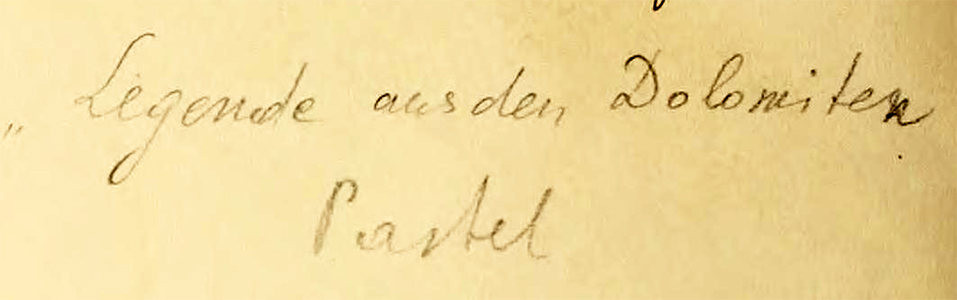 „Legende aus den Dolomiten
Pastel